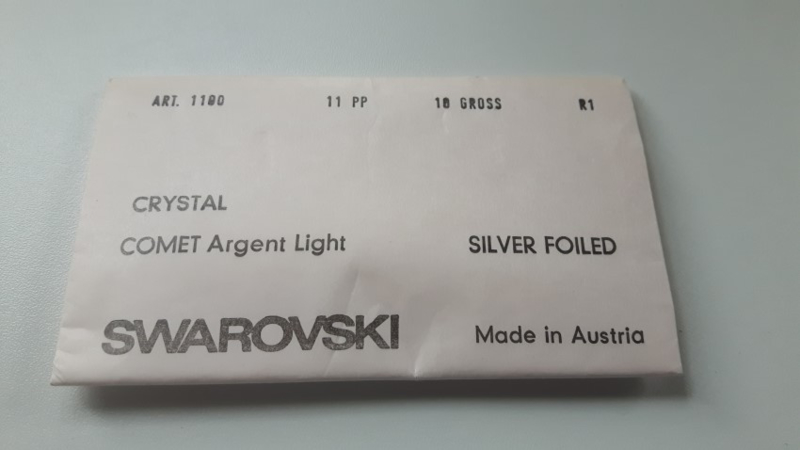 ART. 1100 11 PP 10 GROSS R1
CRYSTAL
COMET Argent Light SILVER FOILED
SWAROVSKI Made in Austria